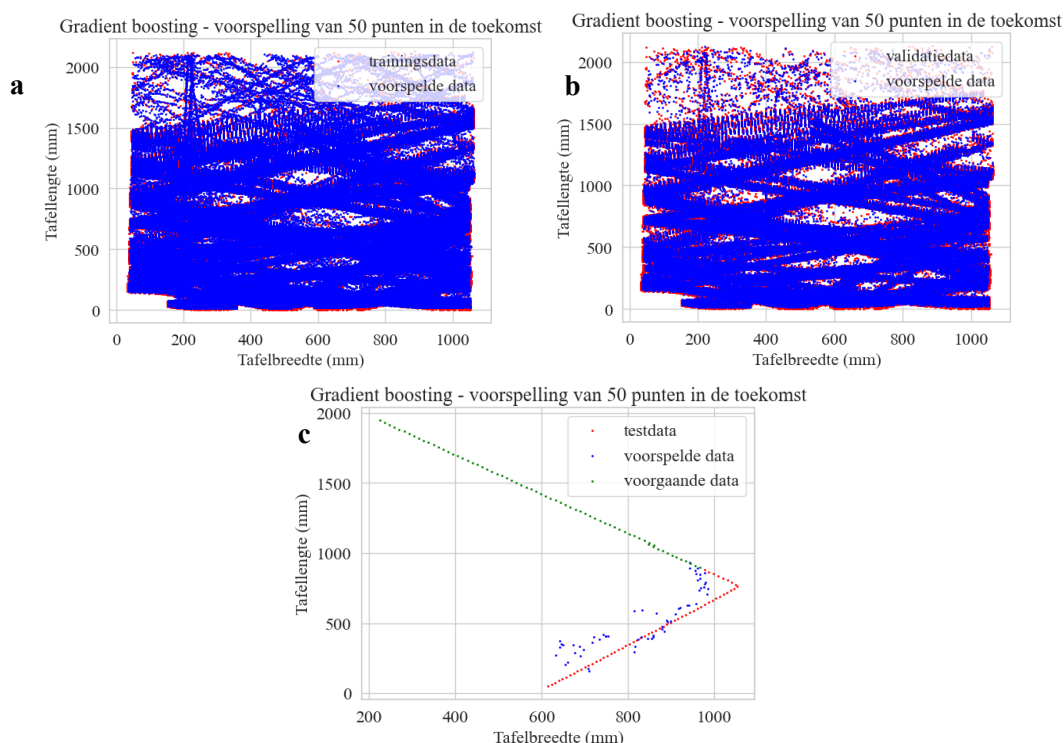 Gradient boosting - voorspelling van 50 punten in de toekomst
a
trainingsdata
voorspelde data
Tafellengte (mm)
2000
1500
1000
500
0
0 200 400 600 800 1000
Tafelbreedte (mm)
Gradient boosting - voorspelling van 50 punten in de toekomst
b
validatiedata
voorspelde data
Tafellengte (mm)
2000
1500
1000
500
0
0 200 400 600 800 1000
Tafelbreedte (mm)
Gradient boosting - voorspelling van 50 punten in de toekomst
c
testdata
voorspelde data
voorgaande data
Tafellengte (mm)
2000
1500
1000
500
0
200 400 600 800 1000
Tafelbreedte (mm)